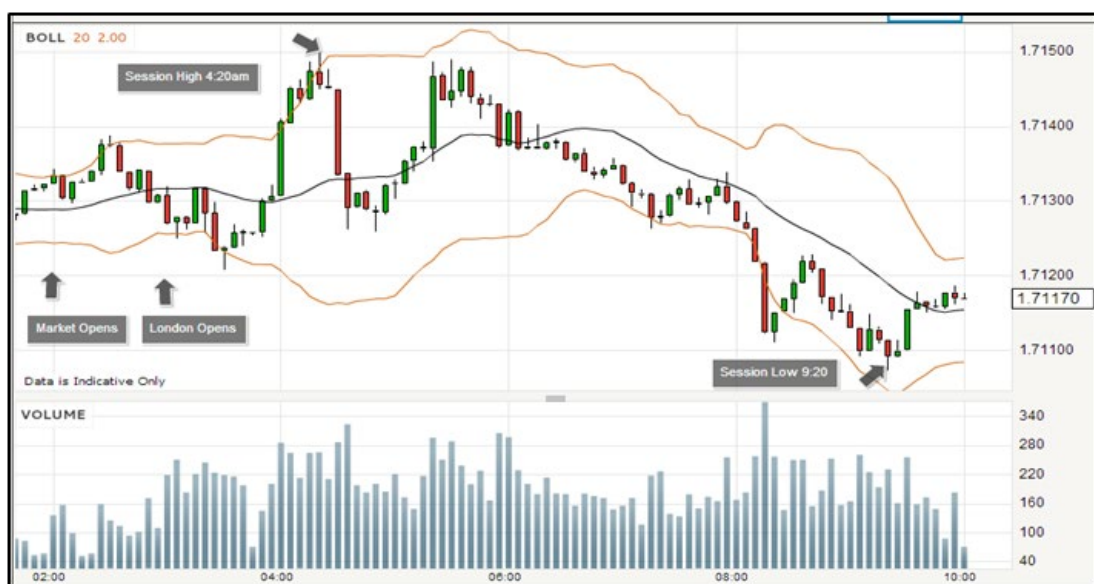 BOLL 20 2.00
1.71500
Session High 4:20am
1.71400
1.71300
1.71200
1.71170
Market Opens
London Opens
1.71100
Session Low 9:20
Data is Indicative Only
VOLUME
340
280
220
160
100
40
02:00 04:00 06:00 08:00 10:00